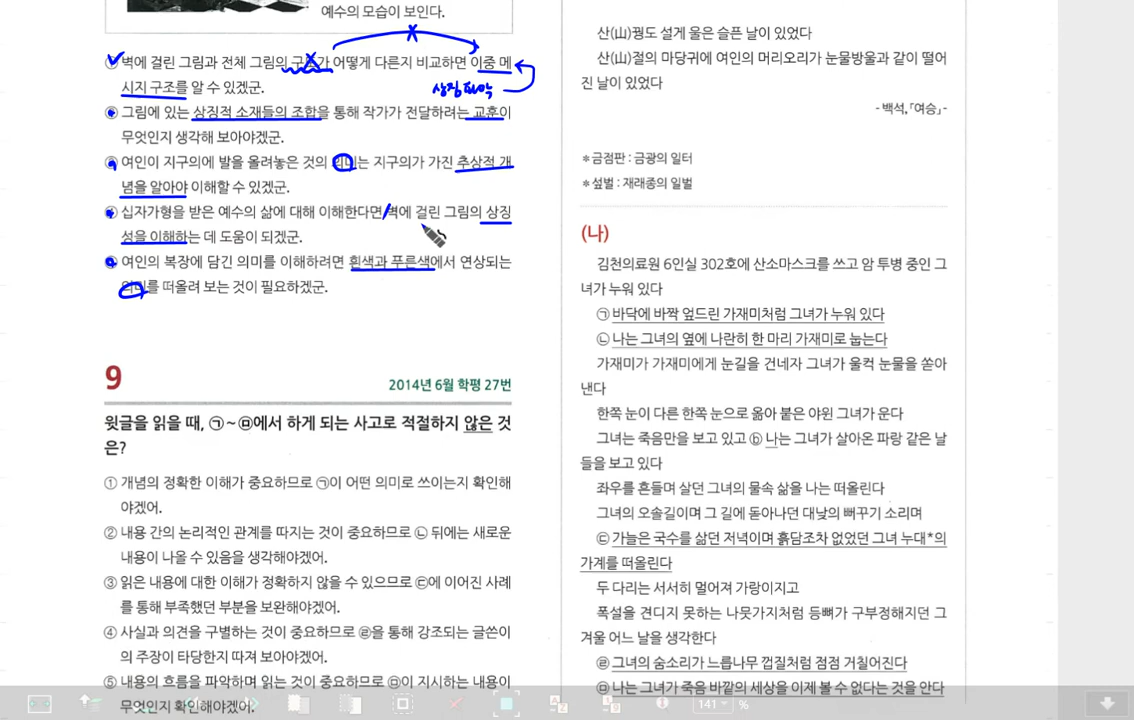 예수의 모습이 보인다.
① 벽에 걸린 그림과 전체 그림의 구도가 어떻게 다른지 비교하면 이중 메
시지 구조를 알 수 있겠군.
상징파악
그림에 있는 상징적 소재들의 조합을 통해 작가가 전달하려는 교훈이
무엇인지 생각해 보아야겠군.
여인이 지구의에 발을 올려놓은 것의 의미는 지구의가 가진 추상적 개
념을 알아야 이해할 수 있겠군.
십자가형을 받은 예수의 삶에 대해 이해한다면 벽에 걸린 그림의 상징
성을 이해하는 데 도움이 되겠군.
여인의 복장에 담긴 의미를 이해하려면 흰색과 푸른색에서 연상되는
의미를 떠올려 보는 것이 필요하겠군.
9
2014년 6월 학평 27번
윗글을 읽을 때, ㉠~㉤에서 하게 되는 사고로 적절하지 않은 것
은?
① 개념의 정확한 이해가 중요하므로 ㉠이 어떤 의미로 쓰이는지 확인해
야겠어.
② 내용 간의 논리적인 관계를 따지는 것이 중요하므로 ㉡ 뒤에는 새로운
내용이 나올 수 있음을 생각해야겠어.
③ 읽은 내용에 대한 이해가 정확하지 않을 수 있으므로 ㉢에 이어진 사례
를 통해 부족했던 부분을 보완해야겠어.
④ 사실과 의견을 구별하는 것이 중요하므로 ㉣을 통해 강조되는 글쓴이
의 주장이 타당한지 따져 보아야겠어.
⑤ 내용의 흐름을 파악하며 읽는 것이 중요하므로 ㉤이 지시하는 내용이
무엇인지 확인해야겠어.
산(山)꿩도 설게 울은 슬픈 날이 있었다
산(山)절의 마당귀에 여인의 머리오리가 눈물방울과 같이 떨어
진 날이 있었다
- 백석, 「여승」-
*금점판 : 금광의 일터
*섶벌 : 재래종의 일벌
(나)
김천의료원 6인실 302호에 산소마스크를 쓰고 암 투병 중인 그
녀가 누워 있다
㉠ 바닥에 바짝 엎드린 가재미처럼 그녀가 누워 있다
㉡ 나는 그녀의 옆에 나란히 한 마리 가재미로 눕는다
가재미가 가재미에게 눈길을 건네자 그녀가 울컥 눈물을 쏟아
낸다
한쪽 눈이 다른 한쪽 눈으로 옮아 붙은 야윈 그녀가 운다
그녀는 죽음만을 보고 있고 ⓑ 나는 그녀가 살아온 파랑 같은 날
들을 보고 있다
좌우를 흔들며 살던 그녀의 물속 삶을 나는 떠올린다
그녀의 오솔길이며 그 길에 돋아나던 대낮의 뻐꾸기 소리며
㉢ 가늘은 국수를 삶던 저녁이며 흙담조차 없었던 그녀 누대*의
가계를 떠올린다
두 다리는 서서히 멀어져 가랑이지고
폭설을 견디지 못하는 나뭇가지처럼 등뼈가 구부정해지던 그
겨울 어느 날을 생각한다
㉣ 그녀의 숨소리가 느릅나무 껍질처럼 점점 거칠어진다
㉤ 나는 그녀가 죽음 바깥의 세상을 이제 볼 수 없다는 것을 안다
141 %